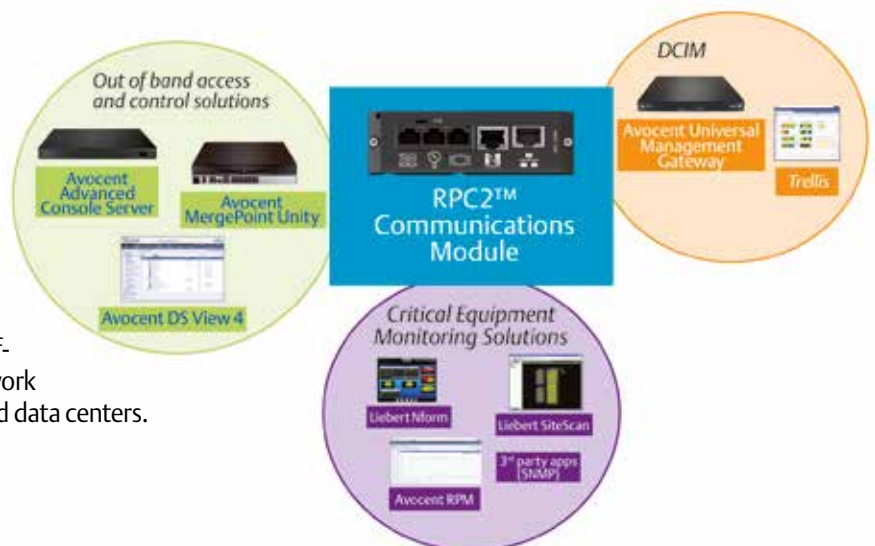 Out of band access
and control solutions
Avocent
Advanced
Console Server
Avocent
MergePoint Unity
Avocent DS View 4
RPC2™
Communications
Module
DCIM
Avocent Universal
Management
Gateway
Trellis
Critical Equipment
Monitoring Solutions
Liebert Nform
Liebert SiteScan
Avocent RPM
3rd party apps
(SNMP)
d data centers.